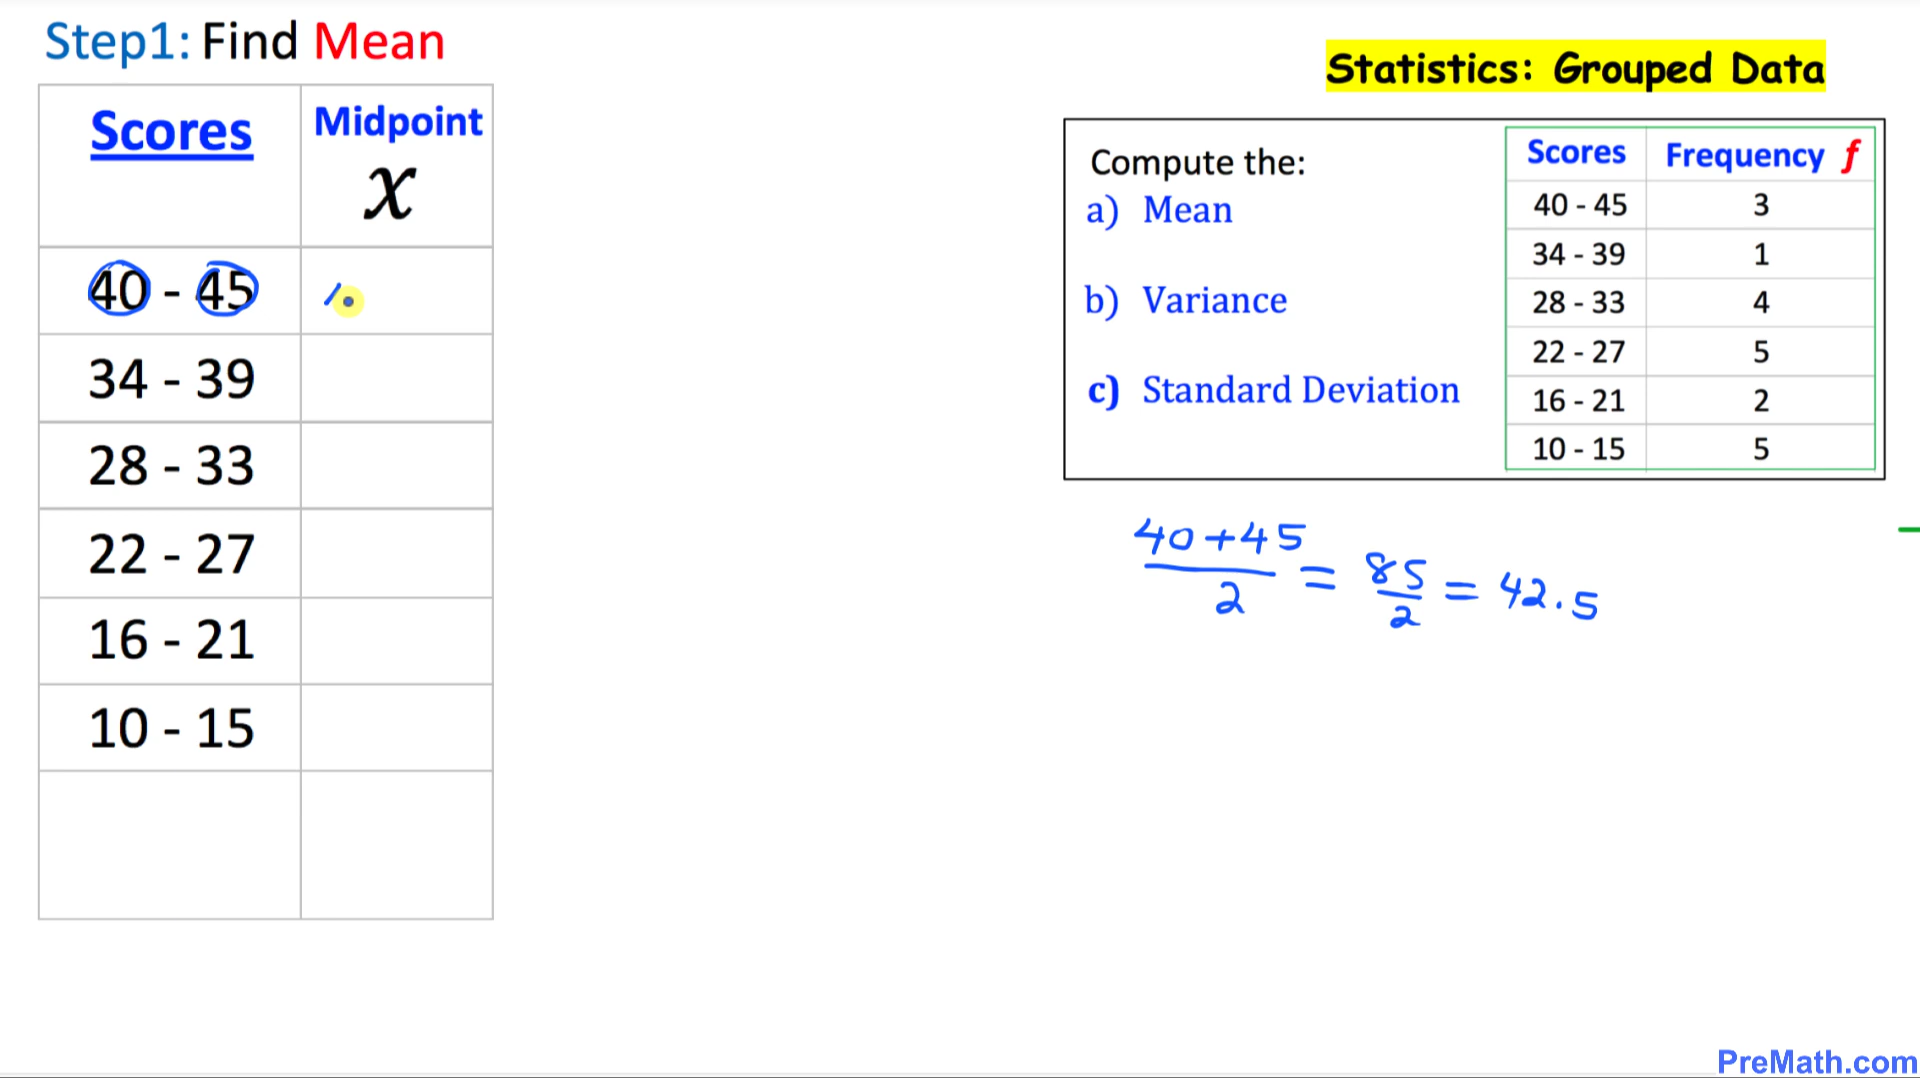 Step1: Find Mean
Scores Midpoint
x
40 - 45
34 - 39
28 - 33
22 - 27
16 - 21
10 - 15
Statistics: Grouped Data
Compute the:
a) Mean
b) Variance
c) Standard Deviation
Scores Frequency f
40 - 45 3
34 - 39 1
28 - 33 4
22 - 27 5
16 - 21 2
10 - 15 5
40+45
2
= 85
2
= 42.5
PreMath.com